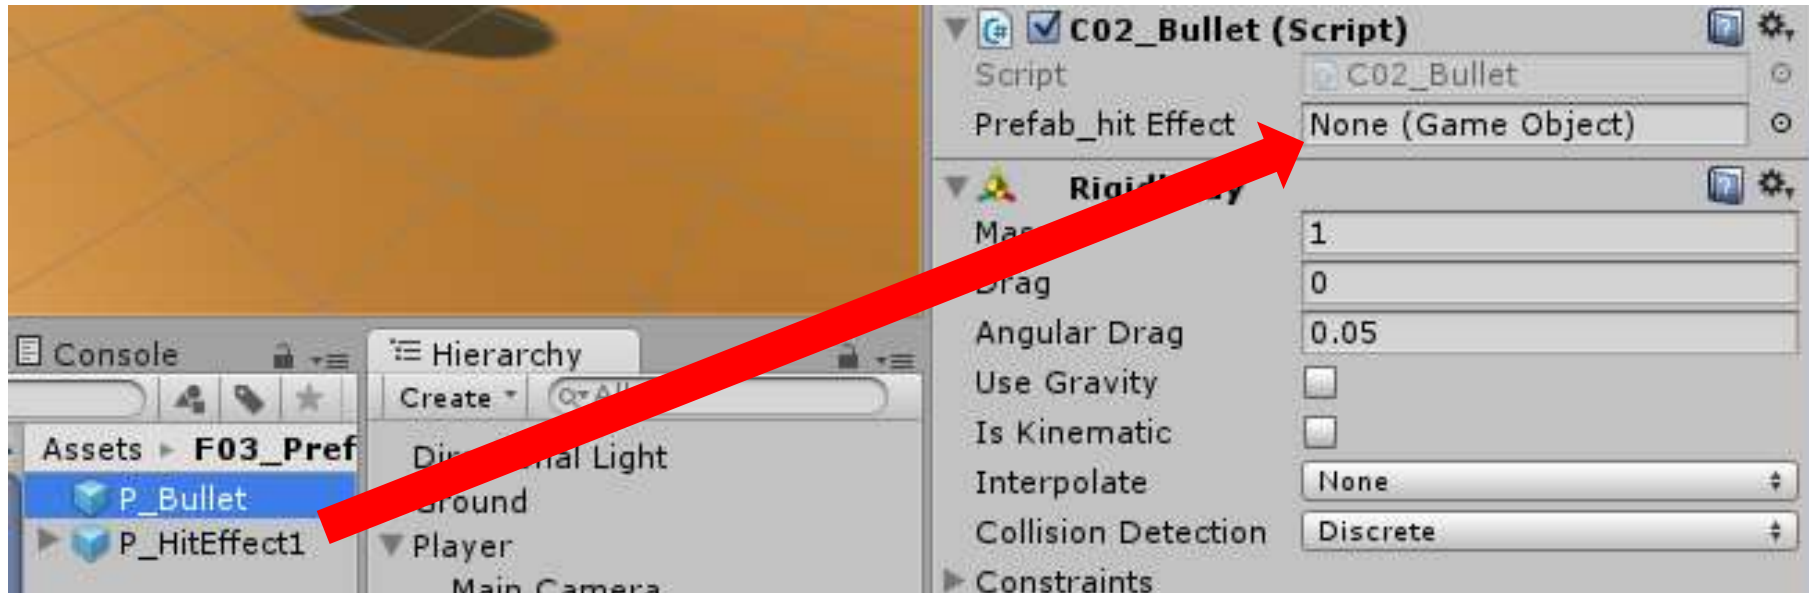 C02_Bullet (Script)
Script C02_Bullet
Prefab_hit Effect None (Game Object)
1
Drag 0
Angular Drag 0.05
Use Gravity
Is Kinematic
Interpolate None
Collision Detection Discrete
Constraints
Console
Assets F03_Pref
P_Bullet
P_HitEffect1
Hierarchy
Create
Light
Ground
Player
Main Camera